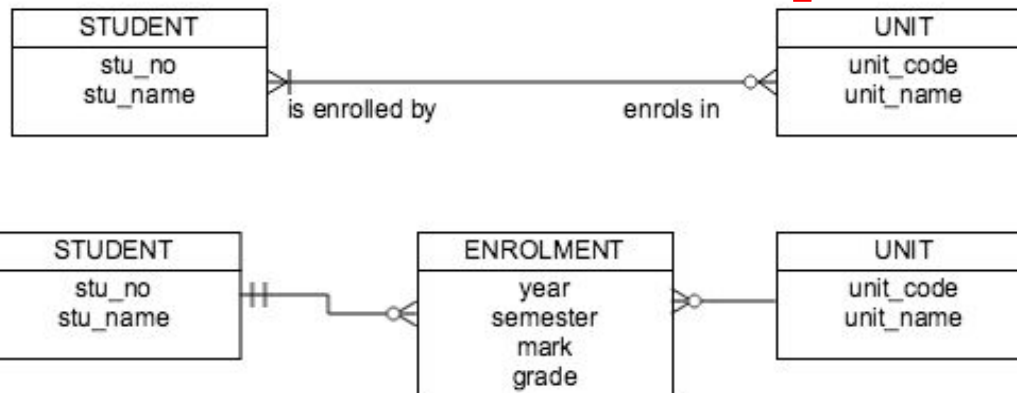 STUDENT
stu_no
stu_name
is enrolled by
enrols in
UNIT
unit_code
unit_name
STUDENT
stu_no
stu_name
ENROLMENT
year
semester
mark
grade
UNIT
unit_code
unit_name